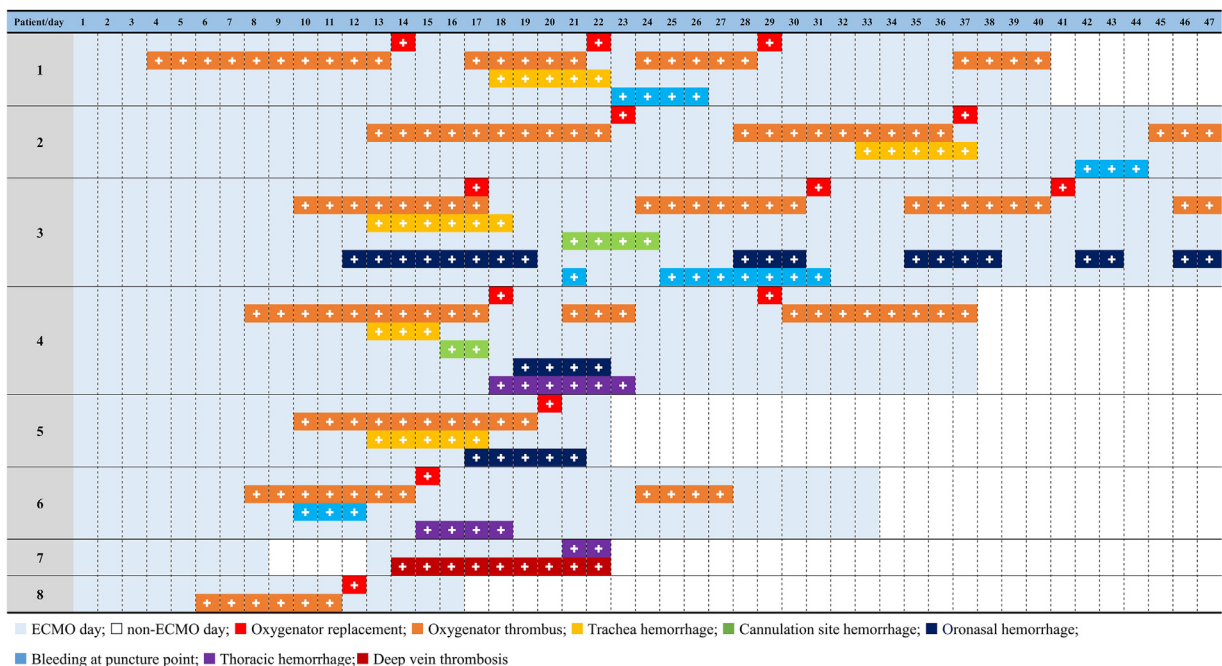 Patient/day 1 2 3 4 5 6 7 8 9 10 11 12 13 14 15 16 17 18 19 20 21 22 23 24 25 26 27 28 29 30 31 32 33 34 35 36 37 38 39 40 41 42 43 44 45 46 47
1
2
3
4
5
6
7
8
ECMO day; non-ECMO day; Oxygenator replacement; Oxygenator thrombus; Trachea hemorrhage; Cannulation site hemorrhage; Oronasal hemorrhage;
Bleeding at puncture point; Thoracic hemorrhage; Deep vein thrombosis